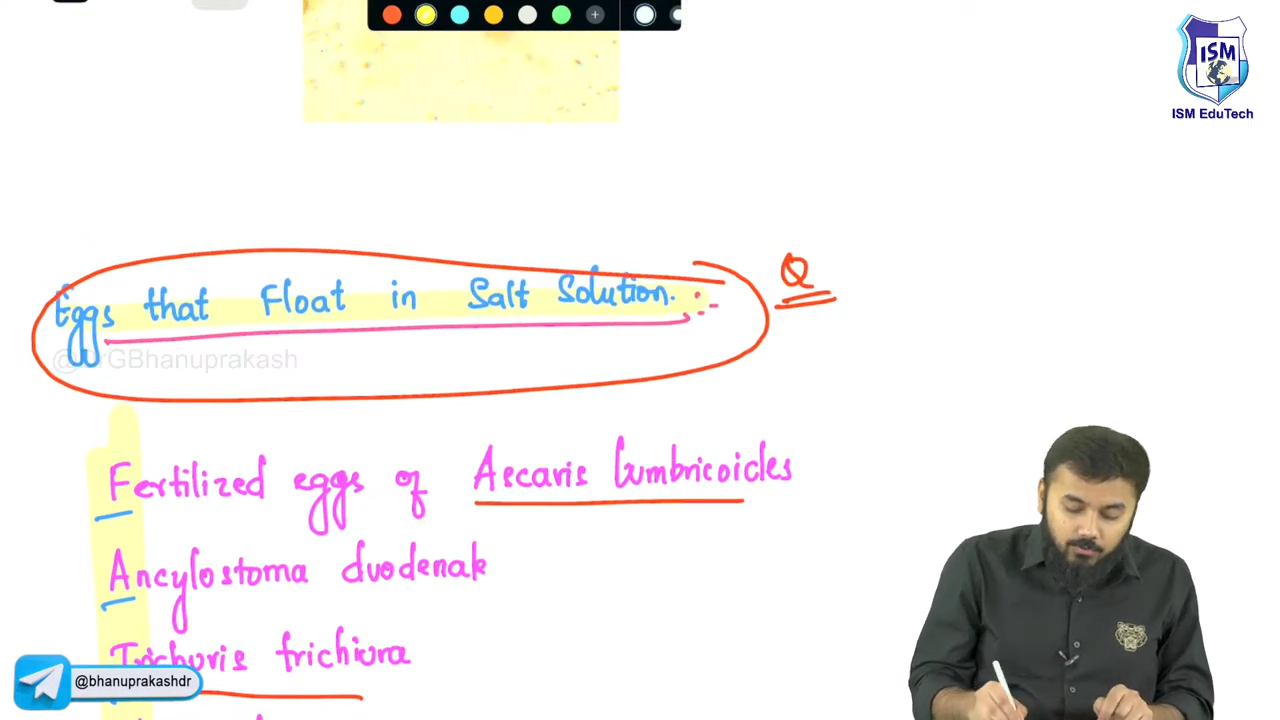 ISM
ISM EduTech
Eggs that Float in Salt Solution.
Q
@DrGBhanuprakash
Fertilized eggs of Ascaris lumbricoides
Ancylostoma duodenale
Trichuris trichiura
@bhanuprakashdr